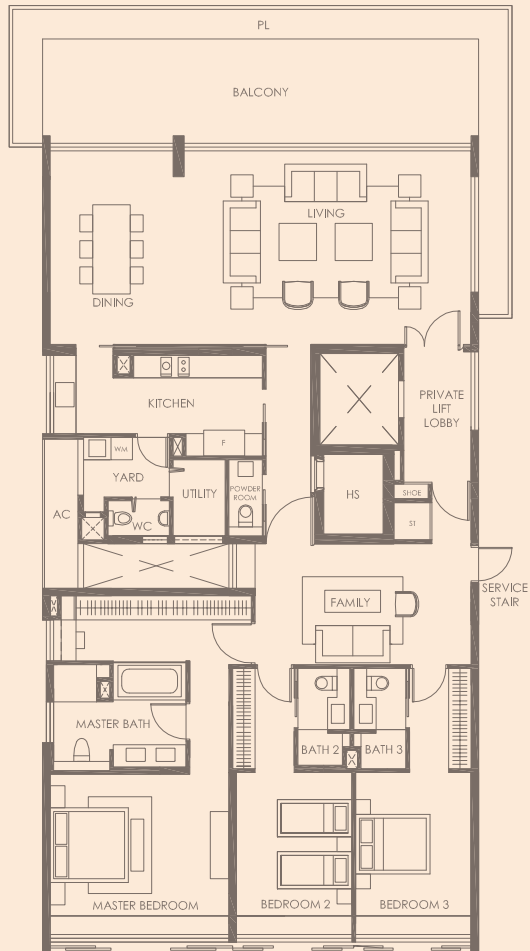 PL
BALCONY
LIVING
DINING
KITCHEN
PRIVATE
LIFT
LOBBY
F
WM
YARD
UTILITY
POWDER
ROOM
HS
SHOE
ST
AC
WC
SERVICE
STAIR
FAMILY
MASTER BATH
BATH 2
BATH 3
MASTER BEDROOM
BEDROOM 2
BEDROOM 3